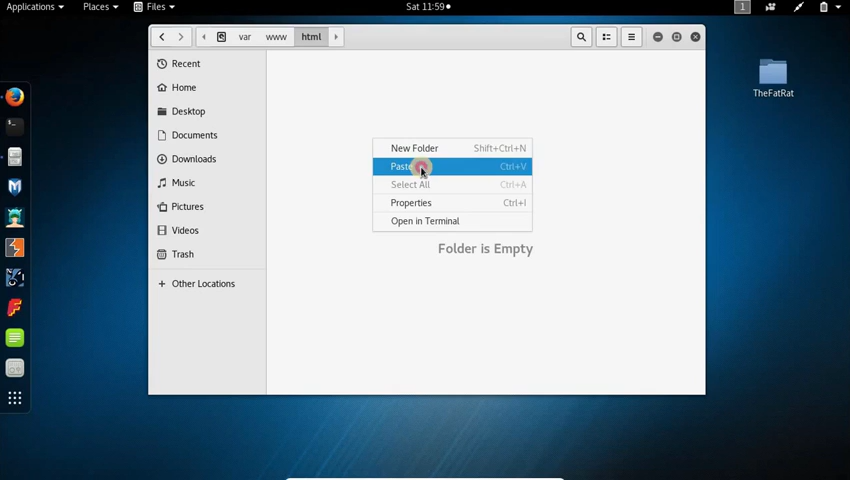 Applications Places Files Sat 11:59 1
var www html
Recent
Home
Desktop
Documents
Downloads
Music
Pictures
Videos
Trash
Other Locations
New Folder Shift+Ctrl+N
Paste Ctrl+V
Select All Ctrl+A
Properties Ctrl+I
Open in Terminal
Folder is Empty
TheFatRat